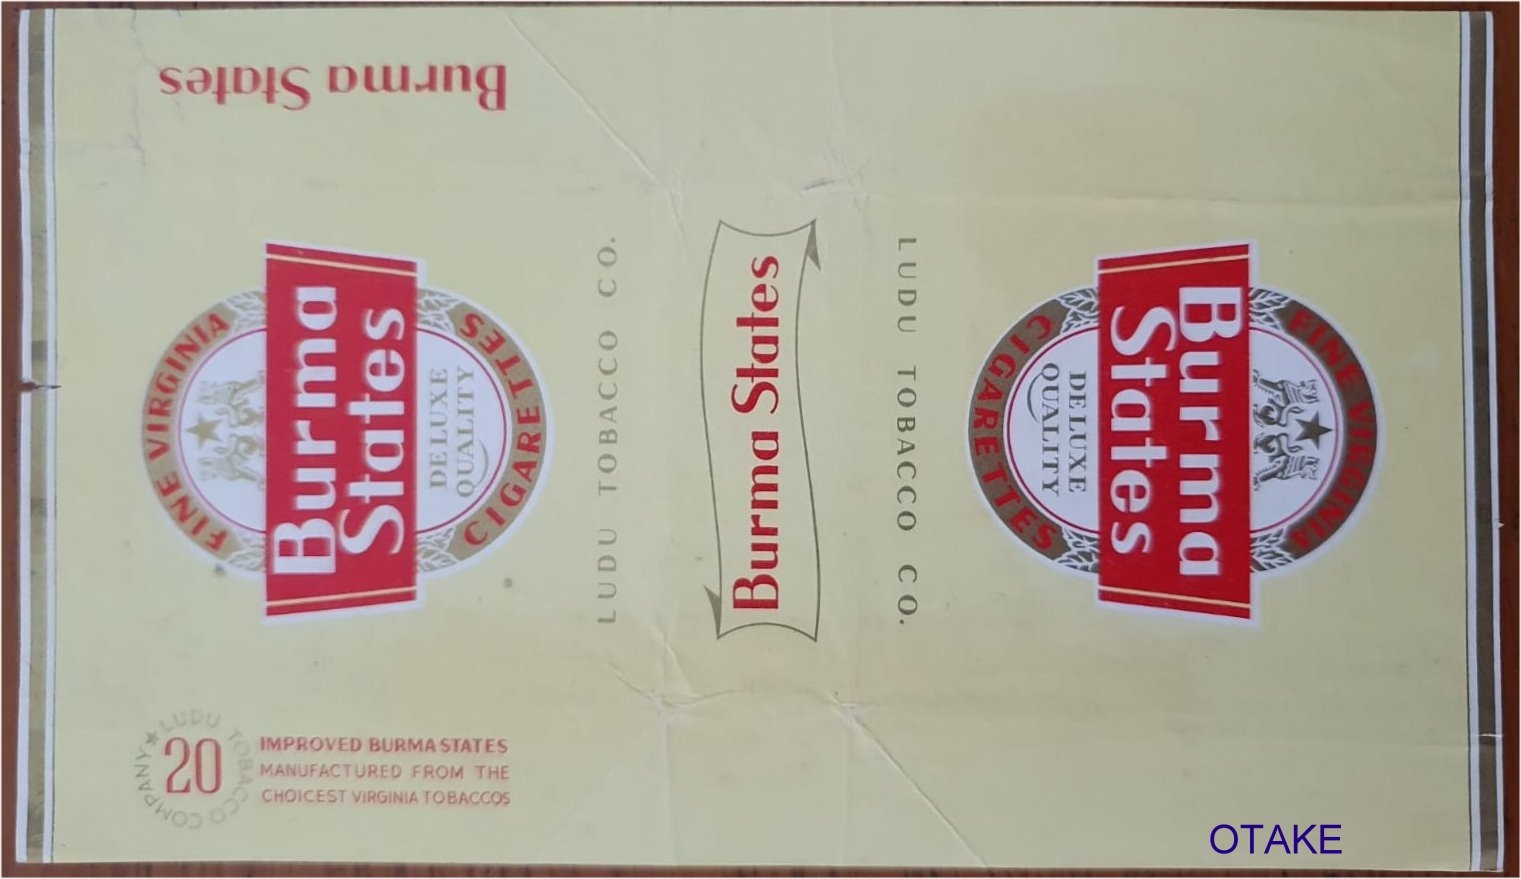 Burma States
FINE VIRGINIA
Burma
States
DE LUXE
QUALITY
CIGARETTES
LUDU TOBACCO CO.
Burma States
LUDU TOBACCO CO.
FINE VIRGINIA
Burma
States
DE LUXE
QUALITY
CIGARETTES
LUDU TOBACCO COMPANY
20
IMPROVED BURMA STATES
MANUFACTURED FROM THE
CHOICEST VIRGINIA TOBACCOS
OTAKE